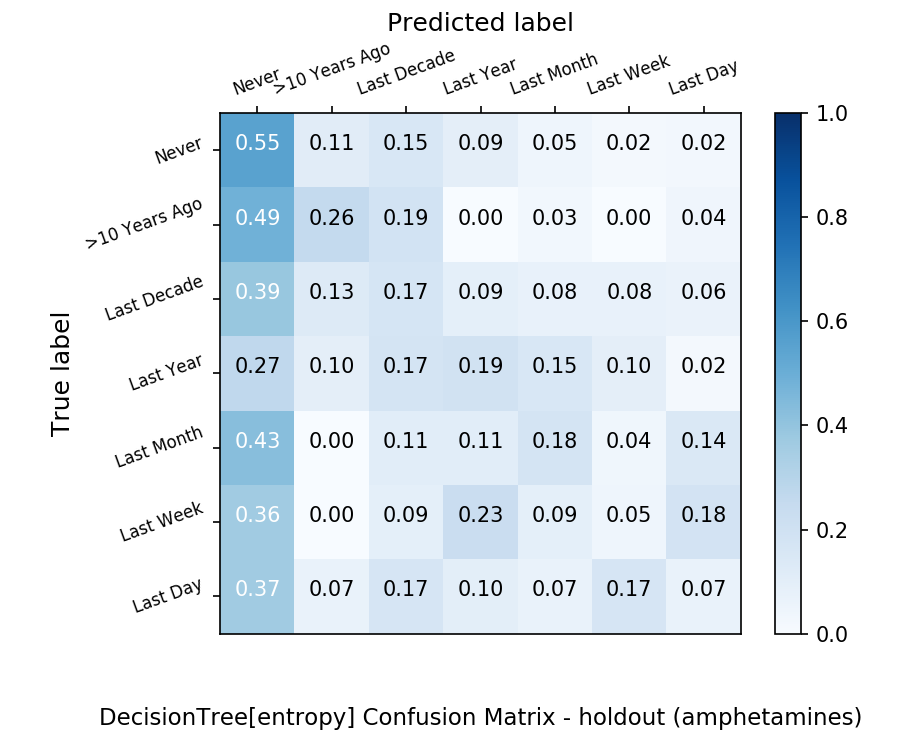 Predicted label
Never >10 Years Ago Last Decade Last Year Last Month Last Week Last Day
True label
Never 0.55 0.11 0.15 0.09 0.05 0.02 0.02
>10 Years Ago 0.49 0.26 0.19 0.00 0.03 0.00 0.04
Last Decade 0.39 0.13 0.17 0.09 0.08 0.08 0.06
Last Year 0.27 0.10 0.17 0.19 0.15 0.10 0.02
Last Month 0.43 0.00 0.11 0.11 0.18 0.04 0.14
Last Week 0.36 0.00 0.09 0.23 0.09 0.05 0.18
Last Day 0.37 0.07 0.17 0.10 0.07 0.17 0.07
1.0
0.8
0.6
0.4
0.2
0.0
DecisionTree[entropy] Confusion Matrix - holdout (amphetamines)